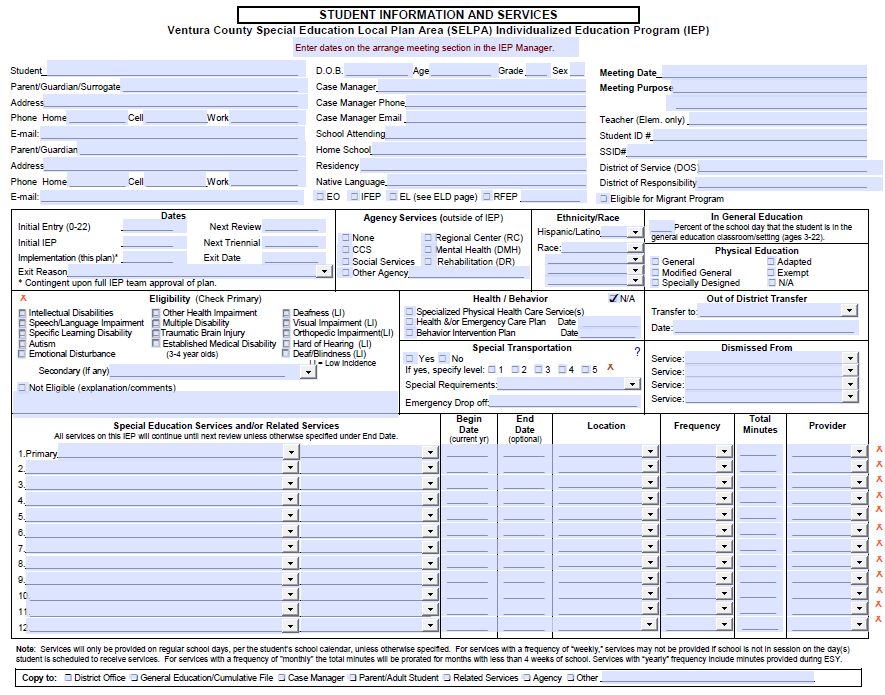 STUDENT INFORMATION AND SERVICES
Ventura County Special Education Local Plan Area (SELPA) Individualized Education Program (IEP)
Enter dates on the arrange meeting section in the IEP Manager.
Student D.O.B. Age Grade Sex Meeting Date
Parent/Guardian/Surrogate Case Manager Meeting Purpose
Address Case Manager Phone
Phone Home Cell Work Case Manager Email Teacher (Elem. only)
E-mail: School Attending Student ID #
Parent/Guardian Home School SSID#
Address Residency District of Service (DOS)
Phone Home Cell Work Native Language District of Responsibility
E-mail: EO IFEP EL (see ELD page) RFEP Eligible for Migrant Program
Dates
Initial Entry (0-22) Next Review
Initial IEP Next Triennial
Implementation (this plan)* Exit Date
Exit Reason
* Contingent upon full IEP team approval of plan.
Agency Services (outside of IEP)
None Regional Center (RC)
CCS Mental Health (DMH)
Social Services Rehabilitation (DR)
Other Agency
Ethnicity/Race
Hispanic/Latino
Race:
In General Education
Percent of the school day that the student is in the
general education classroom/setting (ages 3-22).
Physical Education
General Adapted
Modified General Exempt
Specially Designed N/A
X Eligibility (Check Primary)
Intellectual Disabilities Other Health Impairment Deafness (LI)
Speech/Language Impairment Multiple Disability Visual Impairment (LI)
Specific Learning Disability Traumatic Brain Injury Orthopedic Impairment(LI)
Autism Established Medical Disability Hard of Hearing (LI)
Emotional Disturbance (3-4 year olds) Deaf/Blindness (LI)
LI = Low Incidence
Secondary (If any)
Not Eligible (explanation/comments)
Health / Behavior N/A
Specialized Physical Health Care Service(s)
Health &/or Emergency Care Plan Date
Behavior Intervention Plan Date
Special Transportation ?
Yes No
If yes, specify level: 1 2 3 4 5 X
Special Requirements:
Emergency Drop off:
Out of District Transfer
Transfer to:
Date:
Dismissed From
Service:
Service:
Service:
Service:
Special Education Services and/or Related Services
All services on this IEP will continue until next review unless otherwise specified under End Date.
Begin Date (current yr) End Date (optional) Location Frequency Total Minutes Provider
1.Primary X
2. X
3. X
4. X
5. X
6. X
7. X
8. X
9. X
10 X
11 X
12 X
Note: Services will only be provided on regular school days, per the student's school calendar, unless otherwise specified. For services with a frequency of "weekly," services may not be provided if school is not in session on the day(s)
student is scheduled to receive services. For services with a frequency of "monthly" the total minutes will be prorated for months with less than 4 weeks of school. Services with "yearly" frequency include minutes provided during ESY.
Copy to: District Office General Education/Cumulative File Case Manager Parent/Adult Student Related Services Agency Other